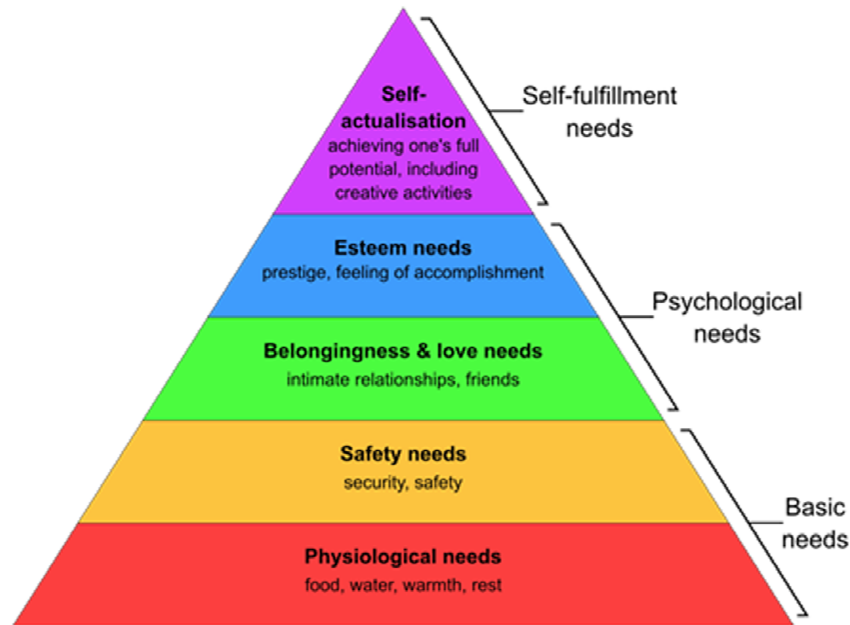 Self-
actualisation
achieving one's full
potential, including
creative activities
Self-fulfillment
needs
Esteem needs
prestige, feeling of accomplishment
Psychological
needs
Belongingness & love needs
intimate relationships, friends
Safety needs
security, safety
Basic
needs
Physiological needs
food, water, warmth, rest